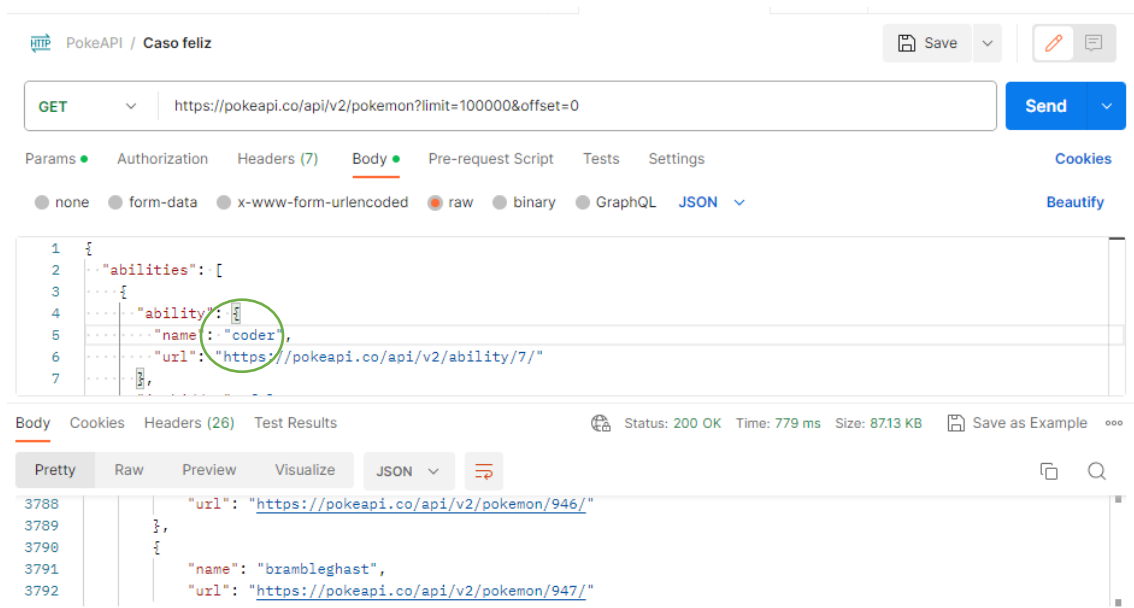 HTTP PokeAPI / Caso feliz Save
GET https://pokeapi.co/api/v2/pokemon?limit=100000&offset=0 Send
Params Authorization Headers (7) Body Pre-request Script Tests Settings Cookies
none form-data x-www-form-urlencoded raw binary GraphQL JSON Beautify
1 {
2 "abilities": [
3 {
4 "ability": {
5 "name": "coder",
6 "url": "https://pokeapi.co/api/v2/ability/7/"
7 },
Body Cookies Headers (26) Test Results Status: 200 OK Time: 779 ms Size: 87.13 KB Save as Example
Pretty Raw Preview Visualize JSON
3788 "url": "https://pokeapi.co/api/v2/pokemon/946/"
3789 },
3790 {
3791 "name": "brambleghast",
3792 "url": "https://pokeapi.co/api/v2/pokemon/947/"